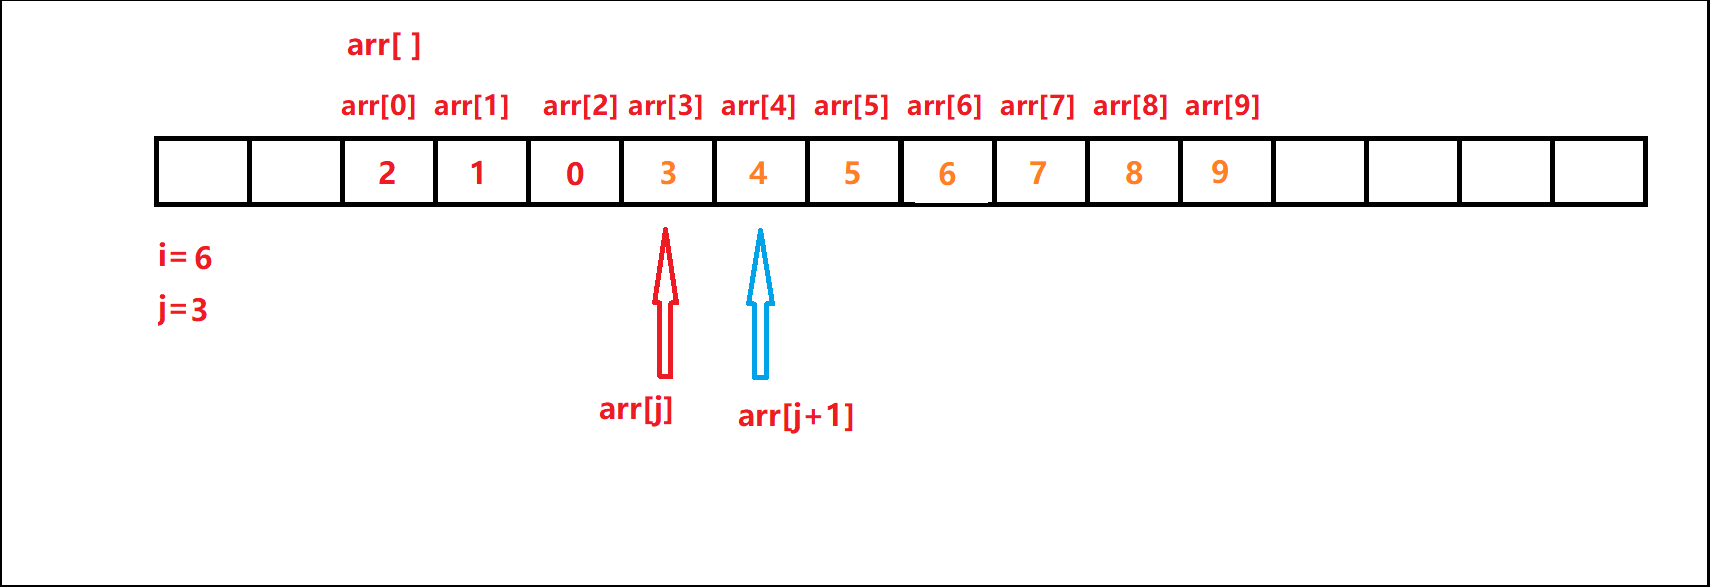 arr[ ]
arr[0] arr[1] arr[2] arr[3] arr[4] arr[5] arr[6] arr[7] arr[8] arr[9]
2 1 0 3 4 5 6 7 8 9
i=6
j=3
arr[j] arr[j+1]